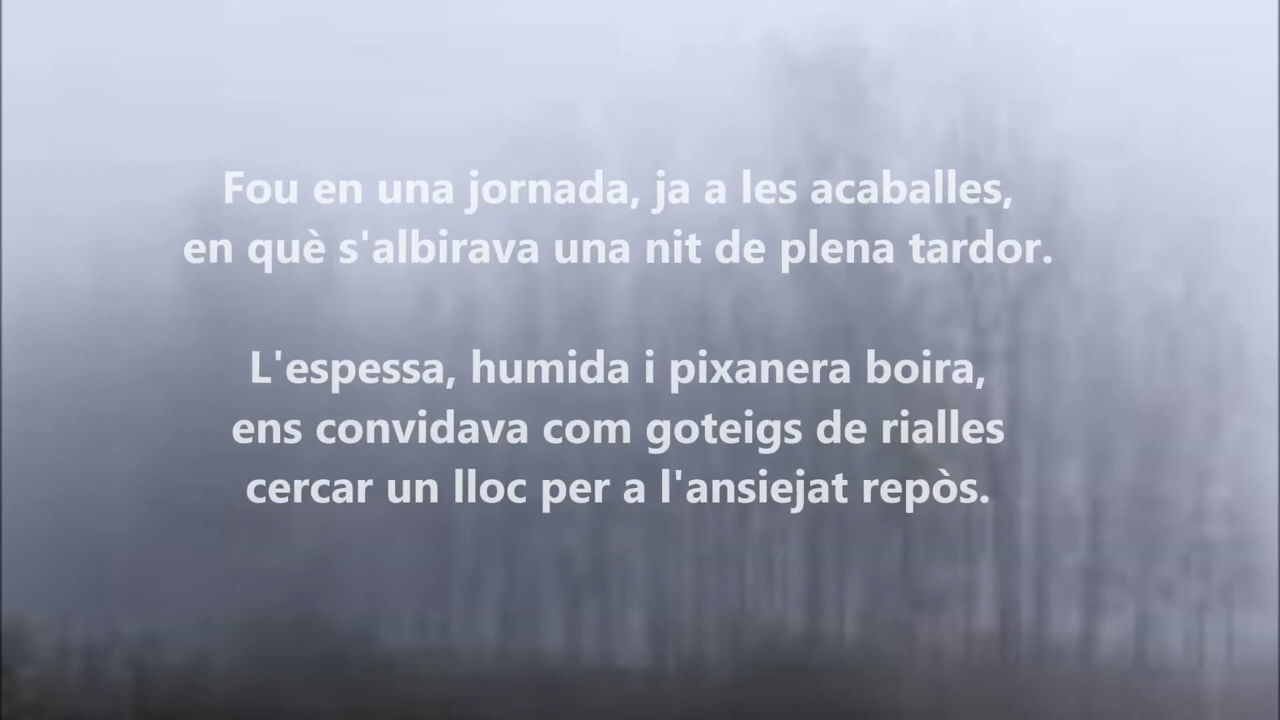 Fou en una jornada, ja a les acaballes,
en què s'albirava una nit de plena tardor.
L'espessa, humida i pixanera boira,
ens convidava com goteigs de rialles
cercar un lloc per a l'ansiejat repòs.